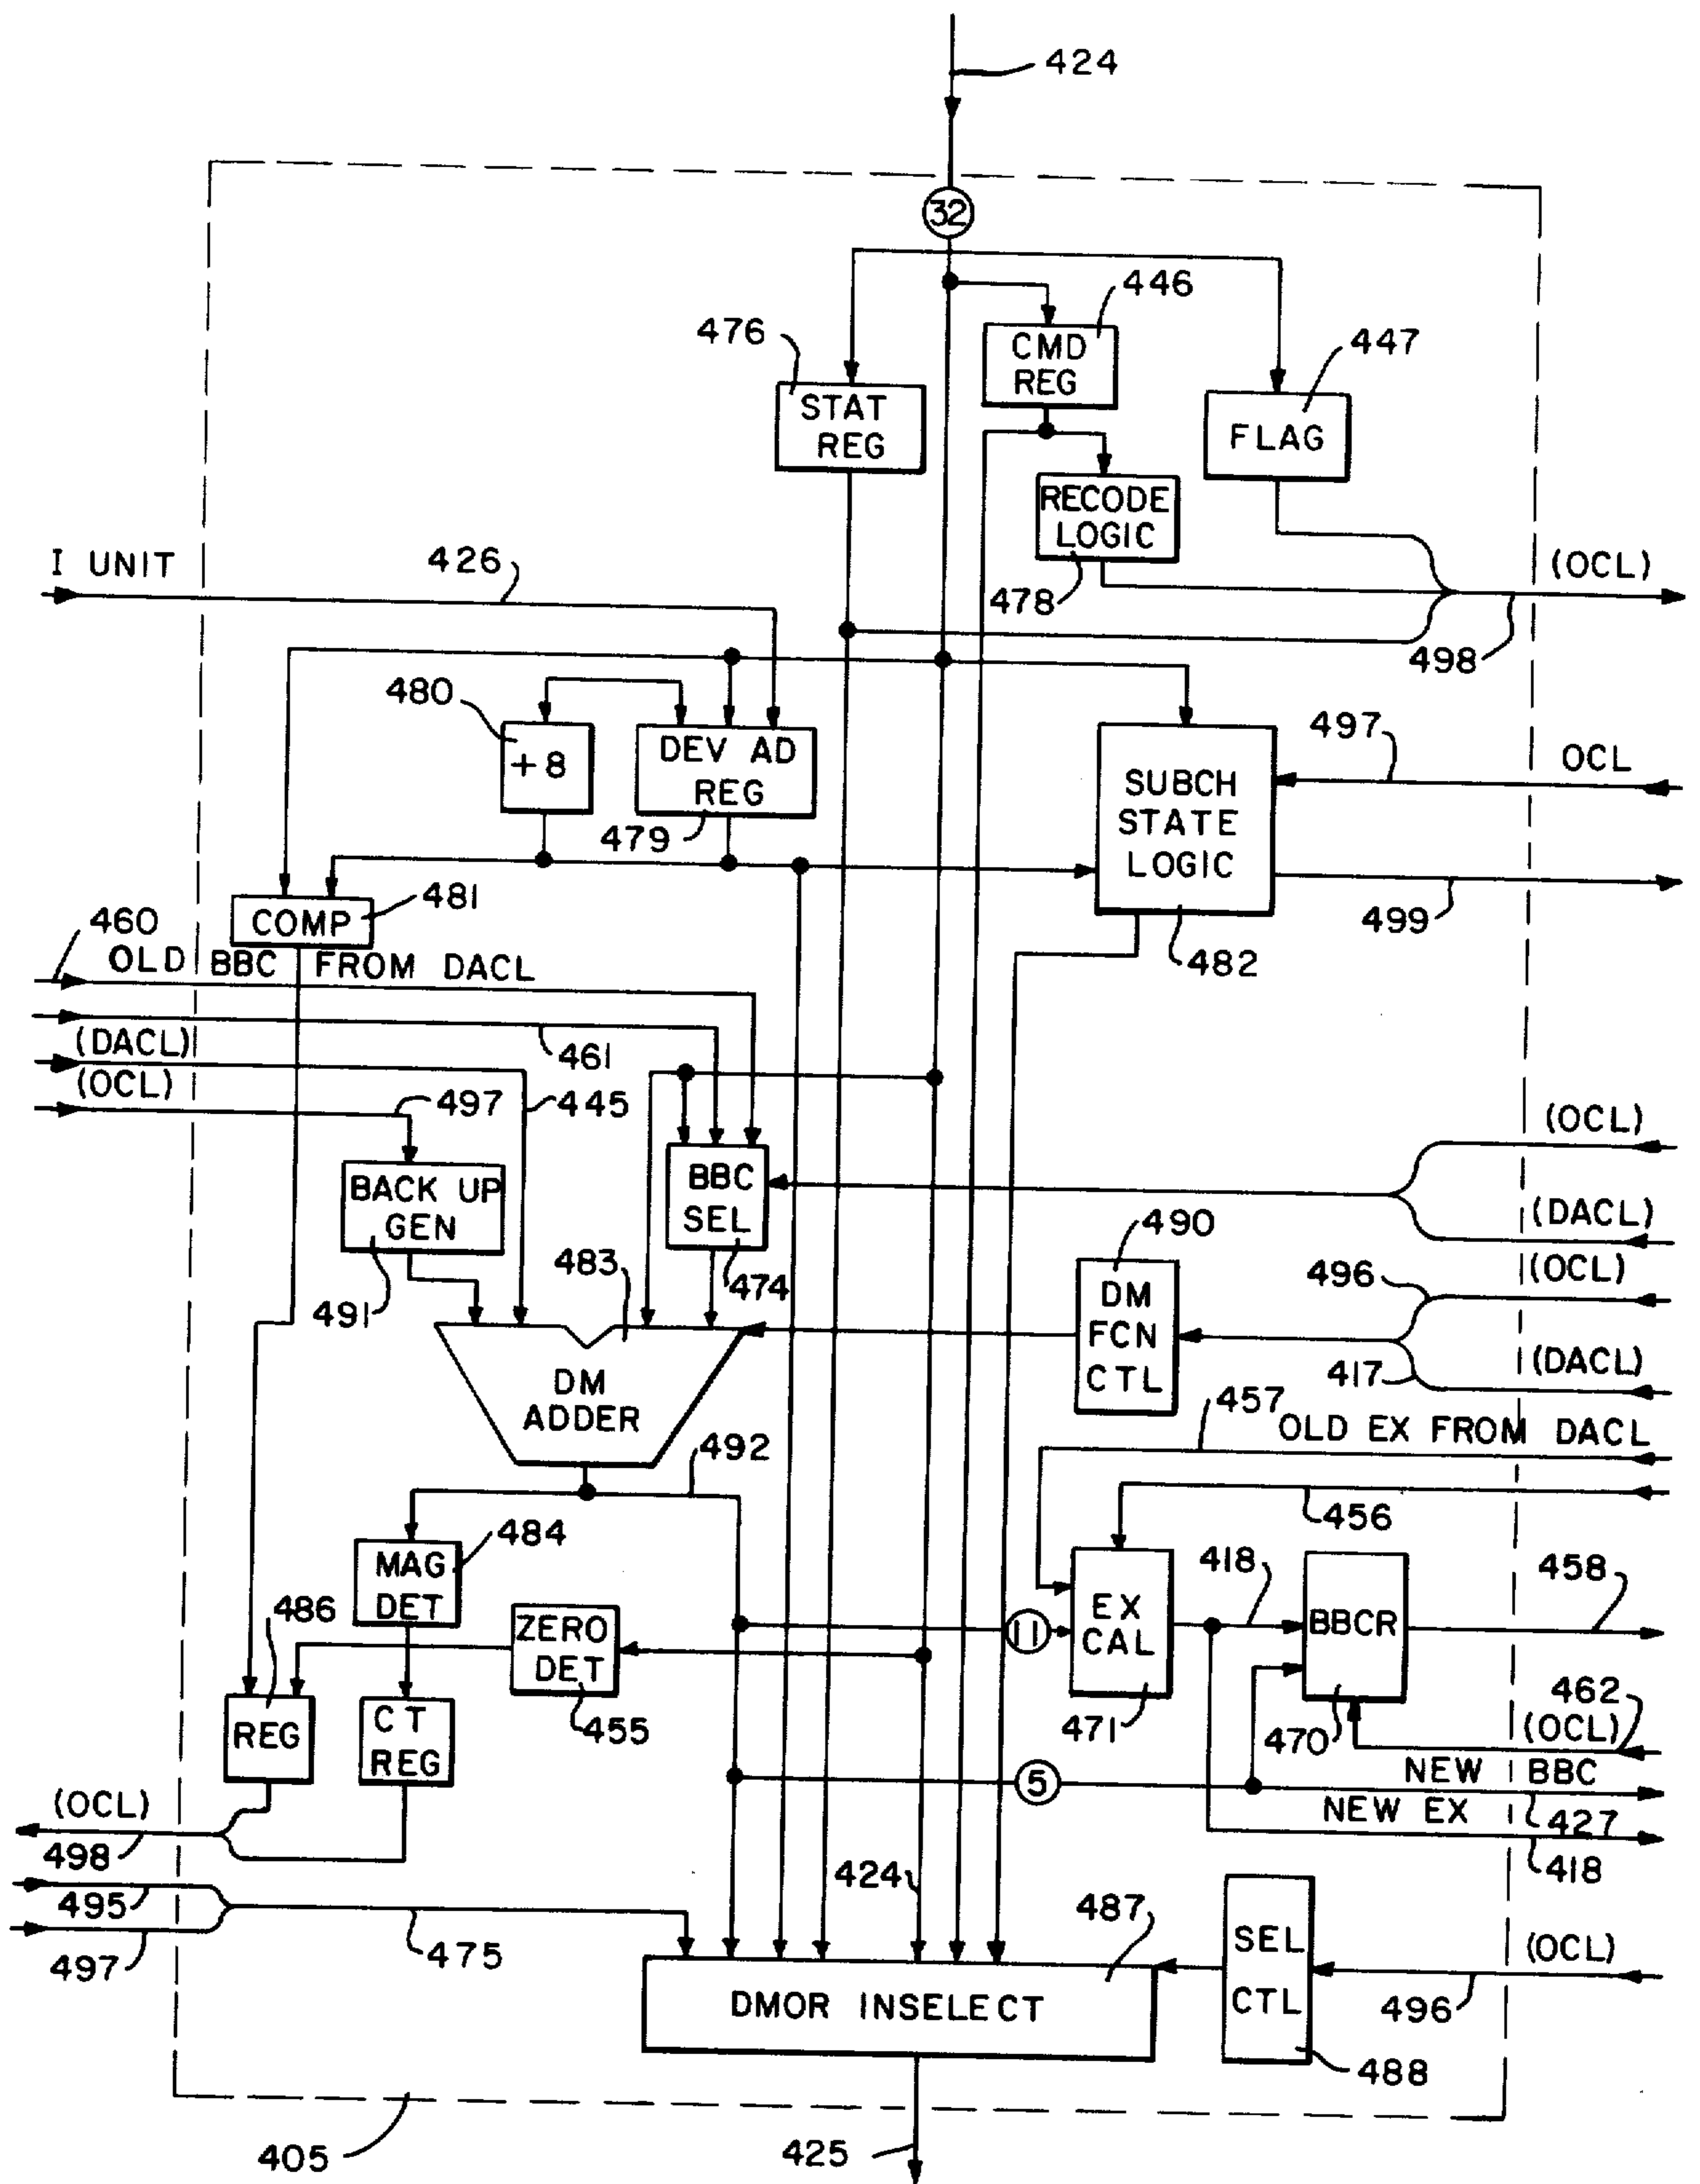 424
32
446
476
CMD
REG
447
STAT
REG
FLAG
RECODE
LOGIC
I UNIT
426
478
(OCL)
498
480
+8
DEV AD
REG
479
SUBCH
STATE
LOGIC
497
OCL
481
COMP
499
460
OLD BBC FROM DACL
482
(DACL)
461
(OCL)
497
445
(OCL)
BACK UP
GEN
BBC
SEL
490
(DACL)
491
483
474
DM
FCN
CTL
496
(OCL)
417
(DACL)
DM
ADDER
457
OLD EX FROM DACL
492
456
484
MAG
DET
418
458
486
ZERO
DET
11
EX
CAL
BBCR
REG
CT
REG
455
471
470
462
(OCL)
5
NEW BBC
(OCL)
NEW EX
427
498
424
418
495
487
497
475
SEL
CTL
(OCL)
DMOR INSELECT
496
488
405
425